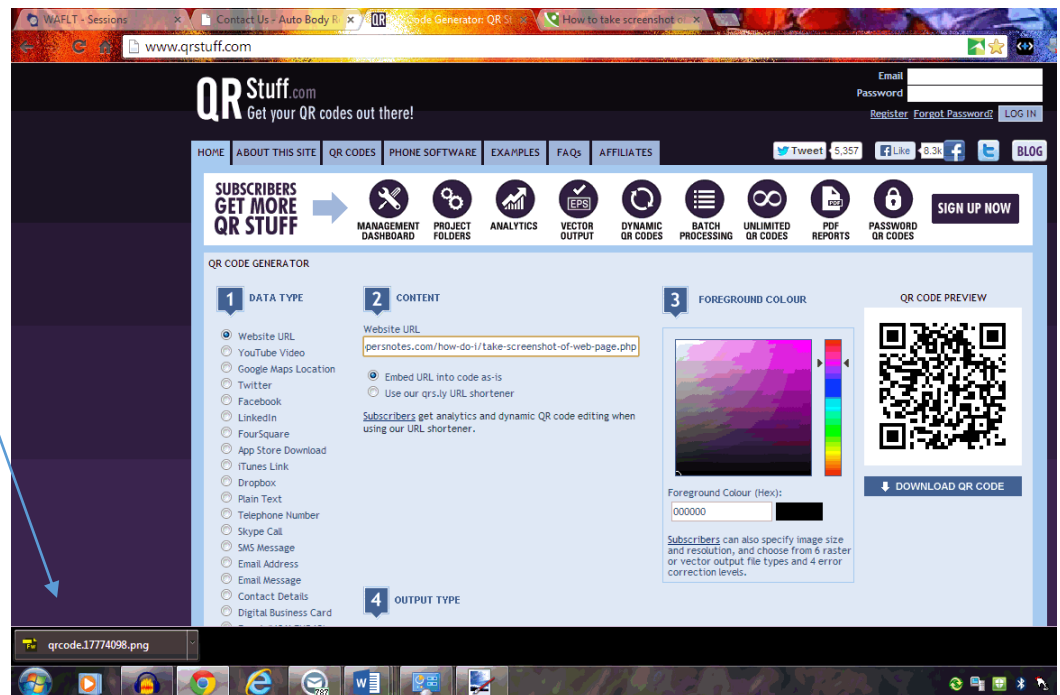 WAFLT - Sessions
Contact Us - Auto Body R
QR Code Generator: QR St
How to take screenshot o
www.qrstuff.com
QR Stuff.com
Get your QR codes out there!
Email
Password
Register Forgot Password? LOG IN
HOME ABOUT THIS SITE QR CODES PHONE SOFTWARE EXAMPLES FAQs AFFILIATES
Tweet 5,357 Like 8.3k BLOG
SUBSCRIBERS
GET MORE
QR STUFF
MANAGEMENT DASHBOARD
PROJECT FOLDERS
ANALYTICS
EPS
VECTOR OUTPUT
DYNAMIC QR CODES
BATCH PROCESSING
UNLIMITED QR CODES
PDF
PDF REPORTS
PASSWORD QR CODES
SIGN UP NOW
QR CODE GENERATOR
1 DATA TYPE
Website URL
YouTube Video
Google Maps Location
Twitter
Facebook
LinkedIn
FourSquare
App Store Download
iTunes Link
Dropbox
Plain Text
Telephone Number
Skype Call
SMS Message
Email Address
Email Message
Contact Details
Digital Business Card
2 CONTENT
Website URL
persnotes.com/how-do-i/take-screenshot-of-web-page.php
Embed URL into code as-is
Use our qrs.ly URL shortener
Subscribers get analytics and dynamic QR code editing when
using our URL shortener.
4 OUTPUT TYPE
3 FOREGROUND COLOUR
Foreground Colour (Hex):
000000
Subscribers can also specify image size
and resolution, and choose from 6 raster
or vector output file types and 4 error
correction levels.
QR CODE PREVIEW
DOWNLOAD QR CODE
qrcode.17774098.png
287